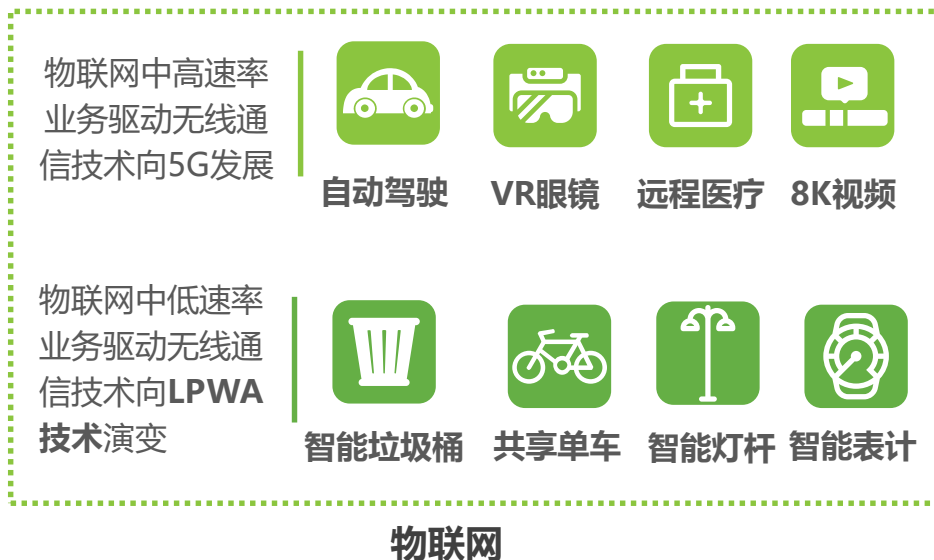 物联网中高速率
业务驱动无线通
信技术向5G发展
自动驾驶
VR眼镜
远程医疗
8K视频
物联网中低速率
业务驱动无线通
信技术向LPWA
技术演变
智能垃圾桶
共享单车
智能灯杆
智能表计
物联网